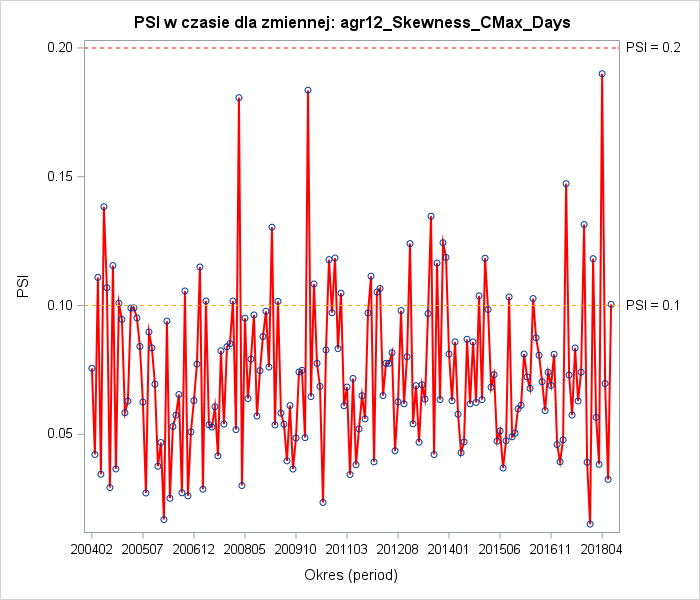 PSI w czasie dla zmiennej: agr12_Skewness_CMax_Days
0.20
PSI = 0.2
0.15
PSI
0.10
PSI = 0.1
0.05
200402 200507 200612 200805 200910 201103 201208 201401 201506 201611 201804
Okres (period)